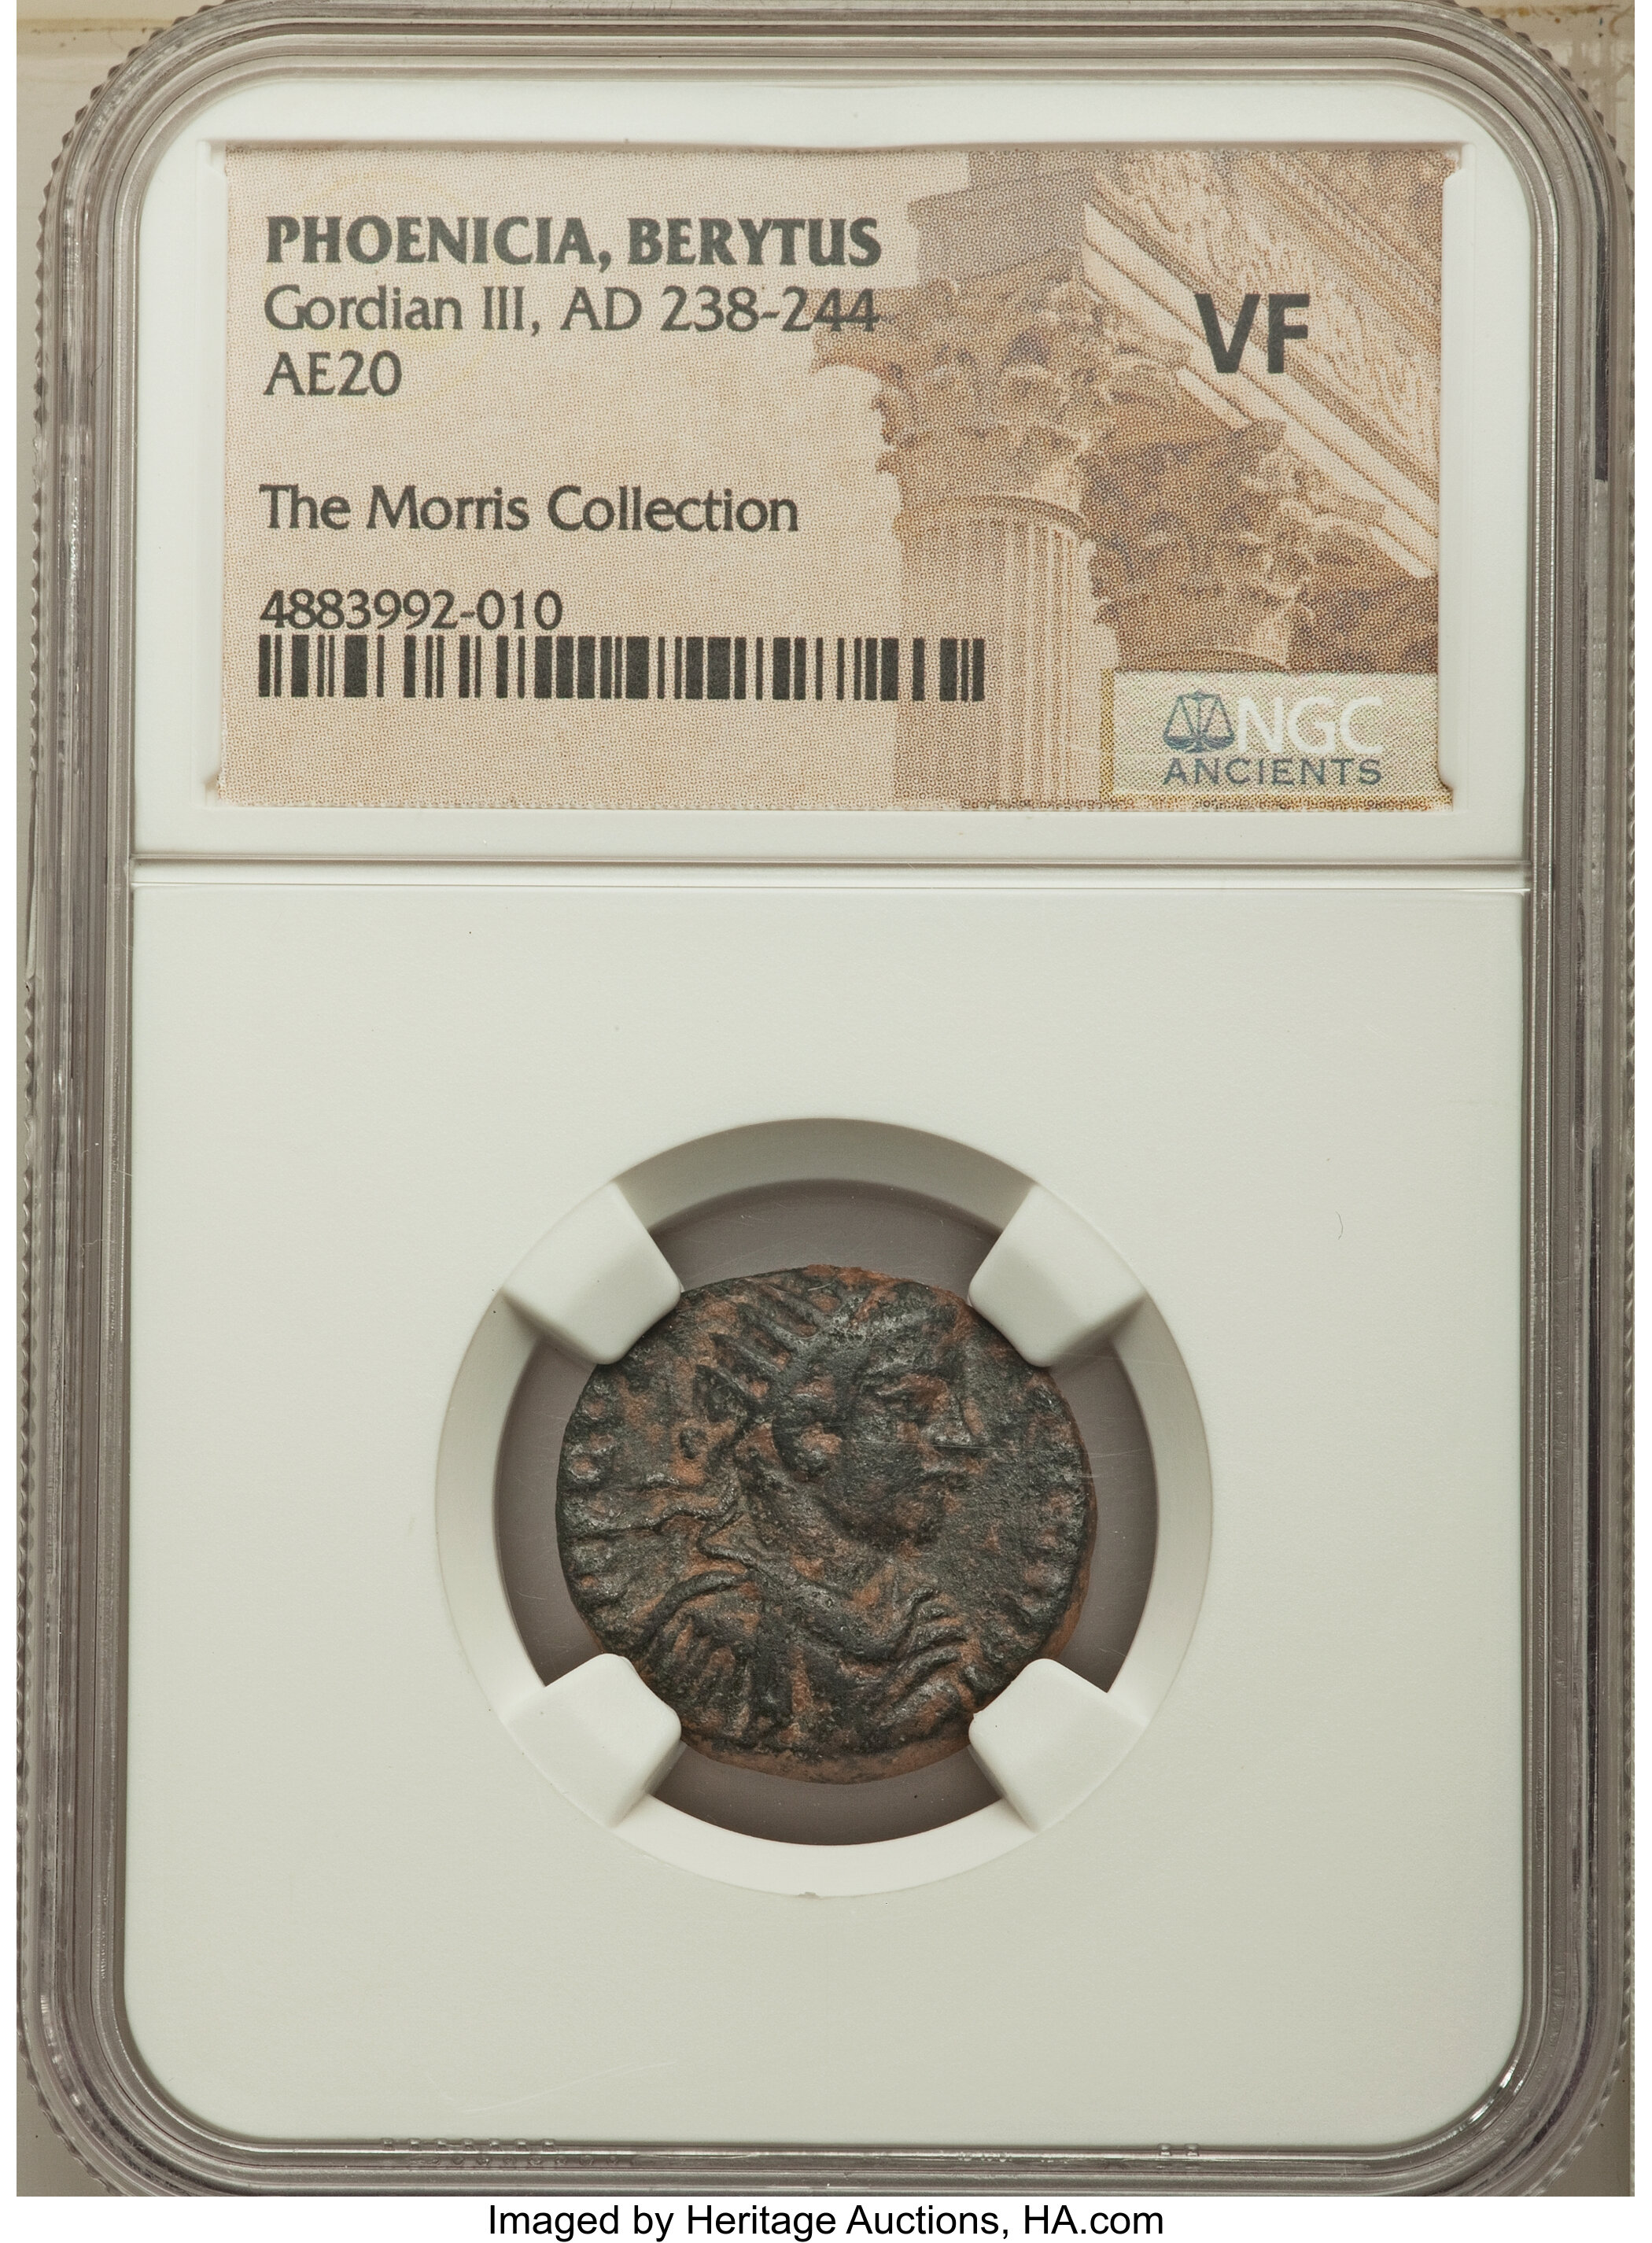 PHOENICIA, BERYTUS
Gordian III, AD 238-244
AE20
VF
The Morris Collection
4883992-010
NGC
ANCIENTS
Imaged by Heritage Auctions, HA.com